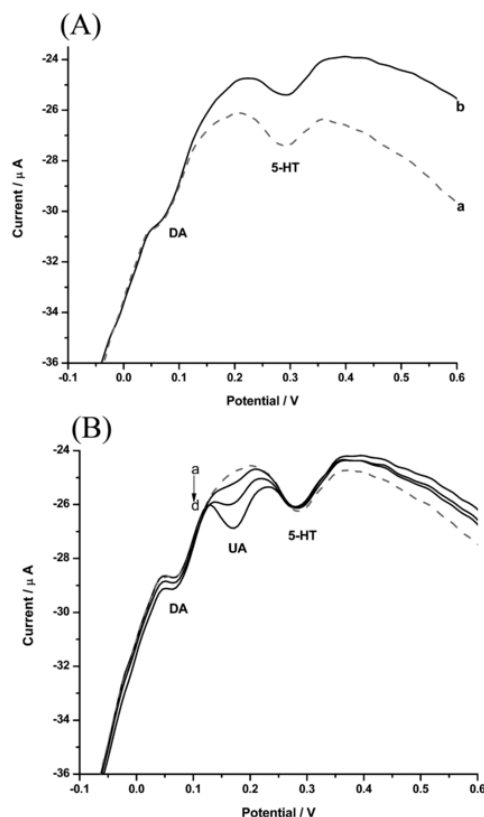 (A)
Current / μ A
-24
-26
-28
-30
-32
-34
-36
b
a
5-HT
DA
-0.1 0.0 0.1 0.2 0.3 0.4 0.5 0.6
Potential / V
(B)
Current / μ A
-24
-26
-28
-30
-32
-34
-36
a
d
UA
5-HT
DA
-0.1 0.0 0.1 0.2 0.3 0.4 0.5 0.6
Potential / V